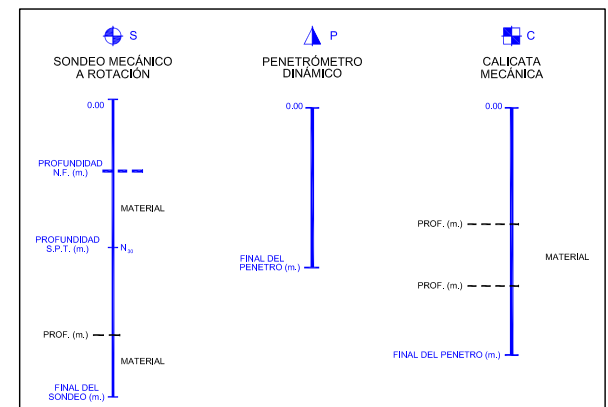 S
SONDEO MECÁNICO
A ROTACIÓN
0.00
PROFUNDIDAD
N.F. (m.)
MATERIAL
PROFUNDIDAD
S.P.T. (m.)
N30
PROF. (m.)
MATERIAL
FINAL DEL
SONDEO (m.)
P
PENETRÓMETRO
DINÁMICO
0.00
FINAL DEL
PENETRO (m.)
C
CALICATA
MECÁNICA
0.00
PROF. (m.)
MATERIAL
PROF. (m.)
FINAL DEL PENETRO (m.)